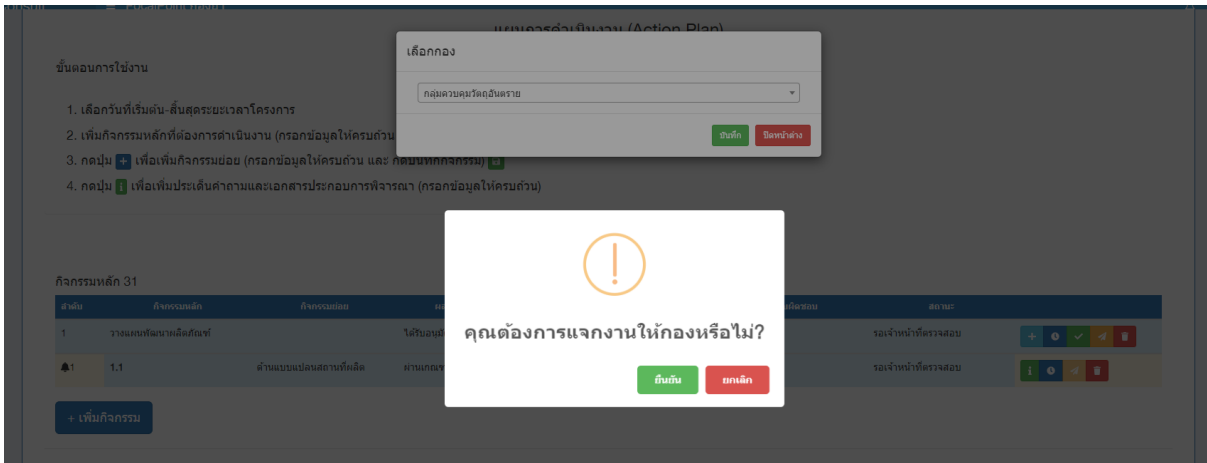 แผนการดำเนินงาน (Action Plan)
เลือกกอง
ขั้นตอนการใช้งาน
กลุ่มควบคุมวัตถุอันตราย
1. เลือกวันที่เริ่มต้น-สิ้นสุดระยะเวลาโครงการ
2. เพิ่มกิจกรรมหลักที่ต้องการดำเนินงาน (กรอกข้อมูลให้ครบถ้วน
บันทึก ปิดหน้าต่าง
3. กดปุ่ม + เพื่อเพิ่มกิจกรรมย่อย (กรอกข้อมูลให้ครบถ้วน และ กดบันทึกกิจกรรม)
4. กดปุ่ม i เพื่อเพิ่มประเด็นคำถามและเอกสารประกอบการพิจารณา (กรอกข้อมูลให้ครบถ้วน)
กิจกรรมหลัก 31
ลำดับ กิจกรรมหลัก กิจกรรมย่อย สถานะ
1 วางแผนพัฒนาผลิตภัณฑ์ รอเจ้าหน้าที่ตรวจสอบ
คุณต้องการแจกงานให้กองหรือไม่?
1 1.1 ด้านแบบแปลนสถานที่ผลิต รอเจ้าหน้าที่ตรวจสอบ
ยืนยัน ยกเลิก
+ เพิ่มกิจกรรม